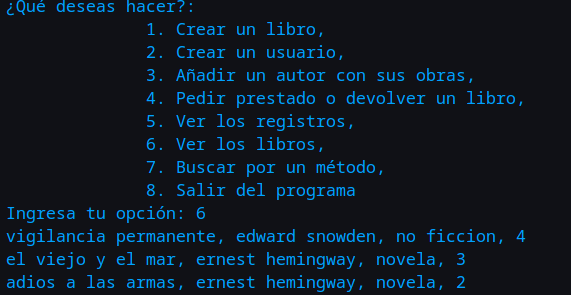 ¿Qué deseas hacer?:
1. Crear un libro,
2. Crear un usuario,
3. Añadir un autor con sus obras,
4. Pedir prestado o devolver un libro,
5. Ver los registros,
6. Ver los libros,
7. Buscar por un método,
8. Salir del programa
Ingresa tu opción: 6
vigilancia permanente, edward snowden, no ficcion, 4
el viejo y el mar, ernest hemingway, novela, 3
adios a las armas, ernest hemingway, novela, 2